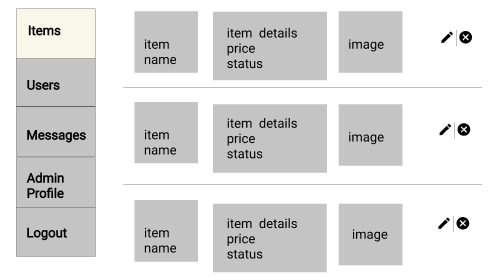 Items
Users
Messages
Admin
Profile
Logout
item
name
item details
price
status
image
item
name
item details
price
status
image
item
name
item details
price
status
image